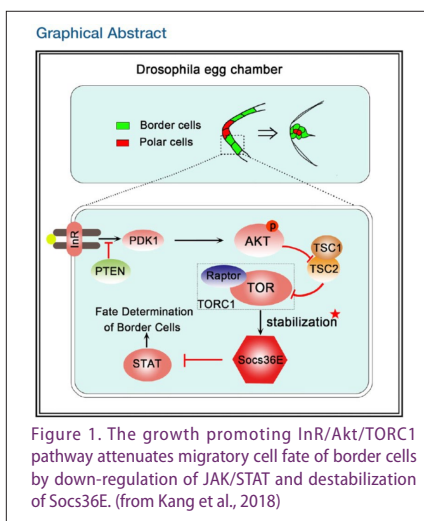 Graphical Abstract
Drosophila egg chamber
Border cells
Polar cells
InR
PDK1
AKT
p
TSC1
TSC2
PTEN
Raptor
TOR
TORC1
Fate Determination
of Border Cells
stabilization
STAT
Socs36E
Figure 1. The growth promoting InR/Akt/TORC1
pathway attenuates migratory cell fate of border cells
by down-regulation of JAK/STAT and destabilization
of Socs36E. (from Kang et al., 2018)